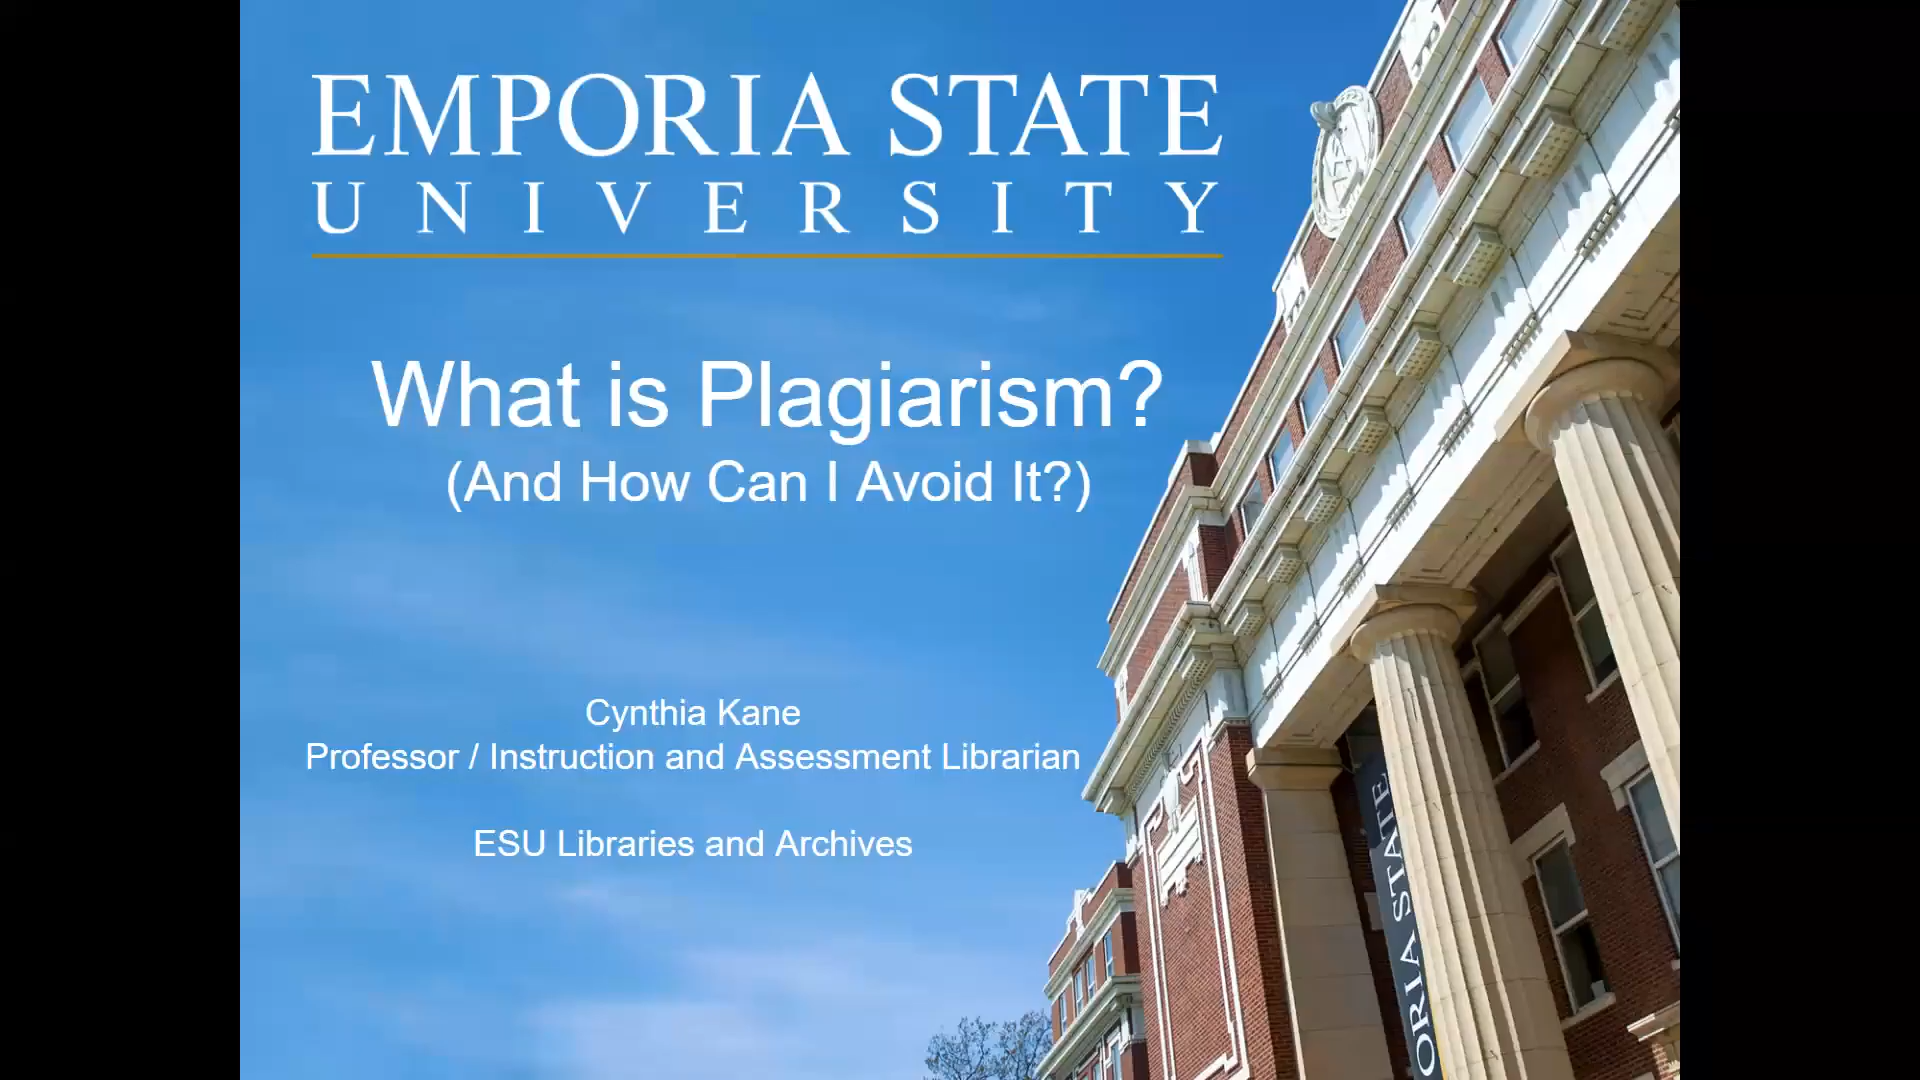 EMPORIA STATE
UNIVERSITY
What is Plagiarism?
(And How Can I Avoid It?)
Cynthia Kane
Professor / Instruction and Assessment Librarian
ESU Libraries and Archives
ORIA STATE